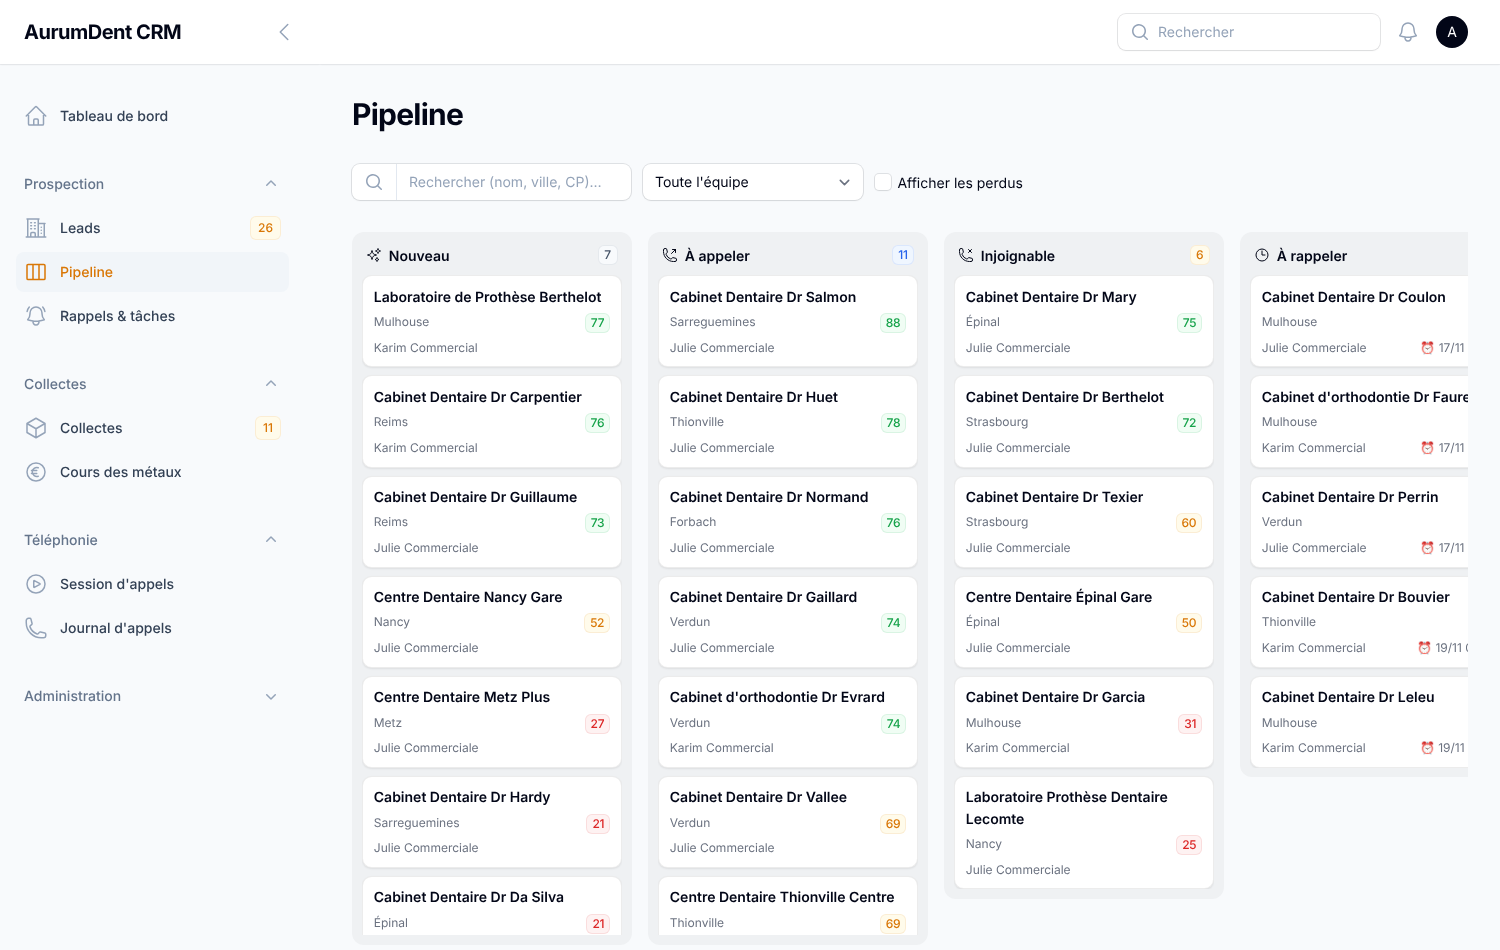 AurumDent CRM
Rechercher
A
Tableau de bord
Prospection
Leads
26
Pipeline
Rappels & tâches
Collectes
Collectes
11
Cours des métaux
Téléphonie
Session d'appels
Journal d'appels
Administration
Pipeline
Rechercher (nom, ville, CP)...
Toute l'équipe
Afficher les perdus
Nouveau
7
Laboratoire de Prothèse Berthelot
Mulhouse
77
Karim Commercial
Cabinet Dentaire Dr Carpentier
Reims
76
Karim Commercial
Cabinet Dentaire Dr Guillaume
Reims
73
Julie Commerciale
Centre Dentaire Nancy Gare
Nancy
52
Julie Commerciale
Centre Dentaire Metz Plus
Metz
27
Julie Commerciale
Cabinet Dentaire Dr Hardy
Sarreguemines
21
Julie Commerciale
Cabinet Dentaire Dr Da Silva
Épinal
21
À appeler
11
Cabinet Dentaire Dr Salmon
Sarreguemines
88
Julie Commerciale
Cabinet Dentaire Dr Huet
Thionville
78
Julie Commerciale
Cabinet Dentaire Dr Normand
Forbach
76
Julie Commerciale
Cabinet Dentaire Dr Gaillard
Verdun
74
Julie Commerciale
Cabinet d'orthodontie Dr Evrard
Verdun
74
Karim Commercial
Cabinet Dentaire Dr Vallee
Verdun
69
Julie Commerciale
Centre Dentaire Thionville Centre
Thionville
69
Injoignable
6
Cabinet Dentaire Dr Mary
Épinal
75
Julie Commerciale
Cabinet Dentaire Dr Berthelot
Strasbourg
72
Julie Commerciale
Cabinet Dentaire Dr Texier
Strasbourg
60
Julie Commerciale
Centre Dentaire Épinal Gare
Épinal
50
Julie Commerciale
Cabinet Dentaire Dr Garcia
Mulhouse
31
Karim Commercial
Laboratoire Prothèse Dentaire
Lecomte
Nancy
25
Julie Commerciale
À rappeler
Cabinet Dentaire Dr Coulon
Mulhouse
Julie Commerciale ⏰ 17/11
Cabinet d'orthodontie Dr Faure
Mulhouse
Karim Commercial ⏰ 17/11
Cabinet Dentaire Dr Perrin
Verdun
Julie Commerciale ⏰ 17/11
Cabinet Dentaire Dr Bouvier
Thionville
Karim Commercial ⏰ 19/11
Cabinet Dentaire Dr Leleu
Mulhouse
Karim Commercial ⏰ 19/11